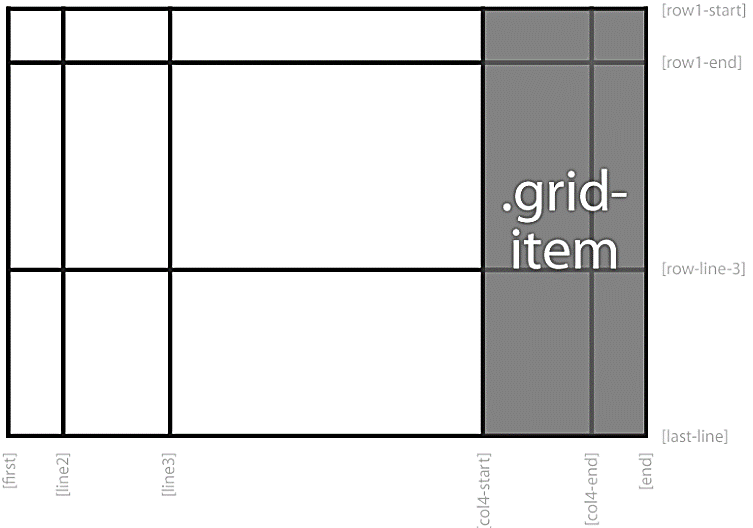 [row1-start]
[row1-end]
.grid-
item
[row-line-3]
[last-line]
[first]
[line2]
[line3]
[col4-start]
[col4-end]
[end]